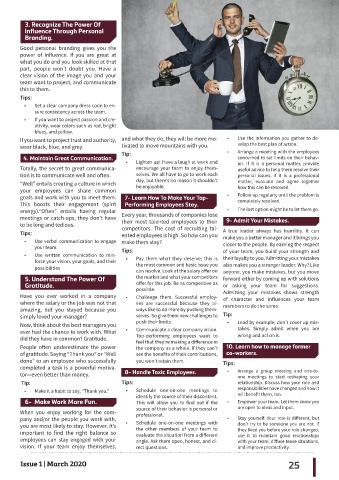 3. Recognize The Power Of
Influence Through Personal
Branding.
Good personal branding gives you the
power of influence. If you are great at
what you do and you look skilled at that
part, people won't doubt you. Have a
clear vision of the image you and your
team want to project, and communicate
this to them.
Tips:
• Set a clear company dress code to en-
sure consistency across the team.
• If you want to project passion and cre-
ativity, wear colors such as red, bright
blues, and yellow.
If you want to project trust and authority,
wear black, blue, and grey.
4. Maintain Great Communication.
Totally, the secret to great communica-
tion is to communicate well and often.
"Well" entails creating a culture in which
your employees can share common
goals and work with you to meet them.
This boosts their engagement (spirit
energy)."Often" entails having regular
meetings or catch-ups, they don't have
to be long and tedious.
Tips:
• Use verbal communication to engage
your team.
• Use written communication to rein-
force your vision, your goals, and their
possibilities
5. Understand The Power Of
Gratitude.
Have you ever worked in a company
where the salary or the job was not that
amazing, but you stayed because you
simply loved your manager?
Now, think about the best managers you
ever had the chance to work with. What
did they have in common? Gratitude.
People often underestimate the power
of gratitude. Saying "Thank you" or "Well
done" to an employee who successfully
completed a task is a powerful motiva-
tor—even better than money.
Tip:
• Make it a habit to say, "Thank you."
6- Make Work More Fun.
When you enjoy working for the com-
pany and/or the people you work with,
you are most likely to stay. However, it's
important to find the right balance so
employees can stay engaged with your
vision. If your team enjoy themselves,
and what they do, they will be more mo-
tivated to move mountains with you.
Tip:
• Lighten up! Have a laugh at work and
encourage your team to enjoy them-
selves. We all have to go to work each
day, but there's no reason it shouldn't
be enjoyable.
7- Learn How To Make Your Top-
Performing Employees Stay.
Every year, thousands of companies lose
their most talented employees to their
competitors. The cost of recruiting tal-
ented employees is high. So how can you
make them stay?
Tips:
• Pay them what they deserve; this is
the most common and basic issue you
can resolve. Look at the salary offer on
the market and what your competitors
offer for this job. Be as competitive as
possible.
• Challenge them. Successful employ-
ees are successful because they al-
ways like to do more by pushing them-
selves. So give them new challenges to
push their limits.
• Communicate a clear company vision.
Top-performing employees want to
feel that they're making a difference in
the company as a whole. If they can't
see the benefits of their contributions,
you won't retain them.
8- Handle Toxic Employees.
Tips:
• Schedule one-on-one meetings to
identify the source of their discontent.
This will allow you to find out if the
source of their behavior is personal or
professional.
• Schedule one-on-one meetings with
the other members of your team to
evaluate the situation from a different
angle. Ask them open, honest, and di-
rect questions.
• Use the information you gather to de-
velop the best plan of action.
• Arrange a meeting with the employees
concerned to set limits on their behav-
ior. If it is a personal matter, provide
useful advice to help them resolve their
personal issues. If it is a professional
matter, evaluate and agree together
how this can be resolved.
• Follow up regularly until the problem is
completely resolved.
• The last option might be to let them go.
9- Admit Your Mistakes.
A true leader always has humility. It can
make you a better manager and it brings you
closer to the people. By earning the respect
of your team, you build your strength and
their loyalty to you. Admitting your mistakes
also makes you a stronger leader. Why? Like
anyone, you make mistakes, but you move
forward either by coming up with solutions
or asking your team for suggestions.
Admitting your mistakes shows strength
of character and influences your team
members to do the same.
Tip:
• Lead by example; don't cover up mis-
takes. Simply admit when you are
wrong and act on it.
10. Learn how to manage former
co-workers.
Tips:
• Arrange a group meeting and one-to-
one meetings to start reshaping your
relationship. Discuss how your role and
responsibilities have changed and how it
will benefit them, too.
• Empower your team. Let them know you
are open to ideas and input.
• Stay yourself. Your role is different, but
don't try to be someone you are not. If
they liked you before your role changed,
use it to maintain good relationships
with your team, diffuse tense situations,
and improve productivity.
Issue 1 | March 2020
25